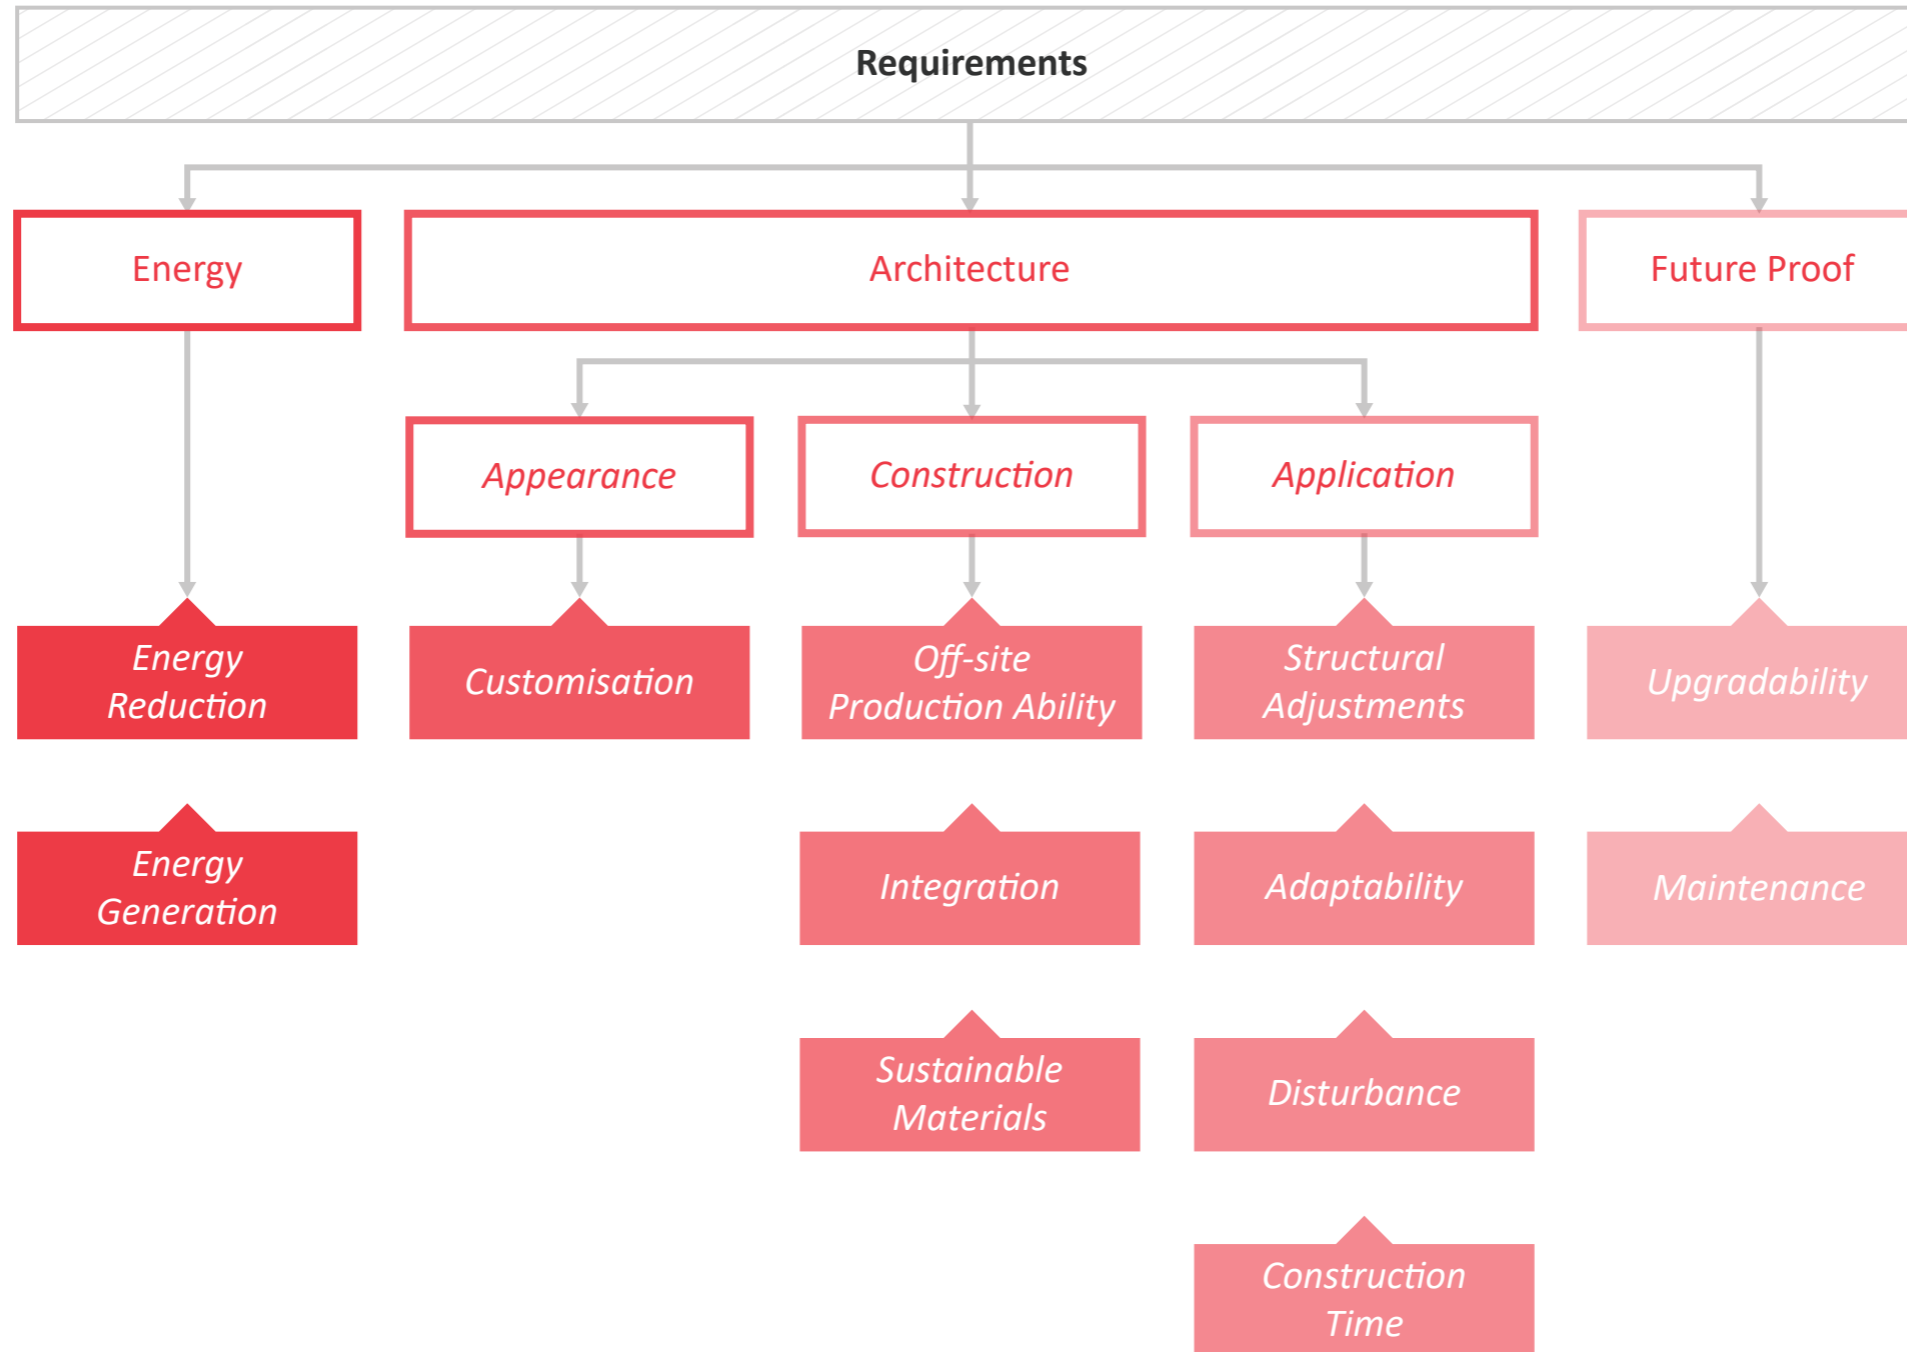 Requirements
Energy
Architecture
Future Proof
Appearance
Construction
Application
Energy
Reduction
Customisation
Off-site
Production Ability
Structural
Adjustments
Upgradability
Energy
Generation
Integration
Adaptability
Maintenance
Sustainable
Materials
Disturbance
Construction
Time